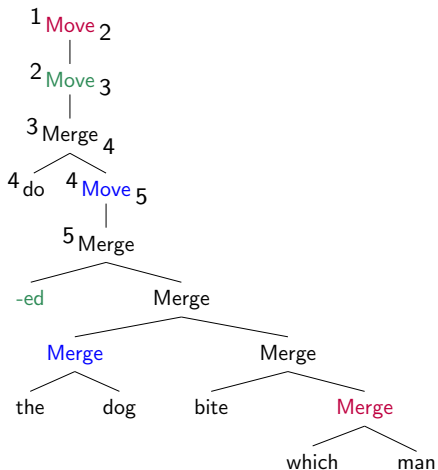 1 Move 2
2 Move 3
3 Merge 4
4 do 4 Move 5
5 Merge
-ed Merge
Merge Merge
the dog bite Merge
which man